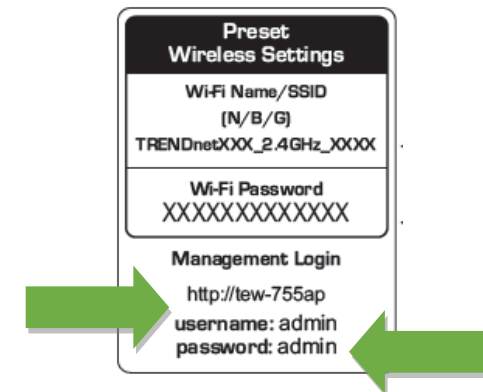 Preset
Wireless Settings
Wi-Fi Name/SSID
(N/B/G)
TRENDnetXXX_2.4GHz_XXXX
Wi-Fi Password
XXXXXXXXXXXXX
Management Login
http://tew-755ap
username: admin
password: admin